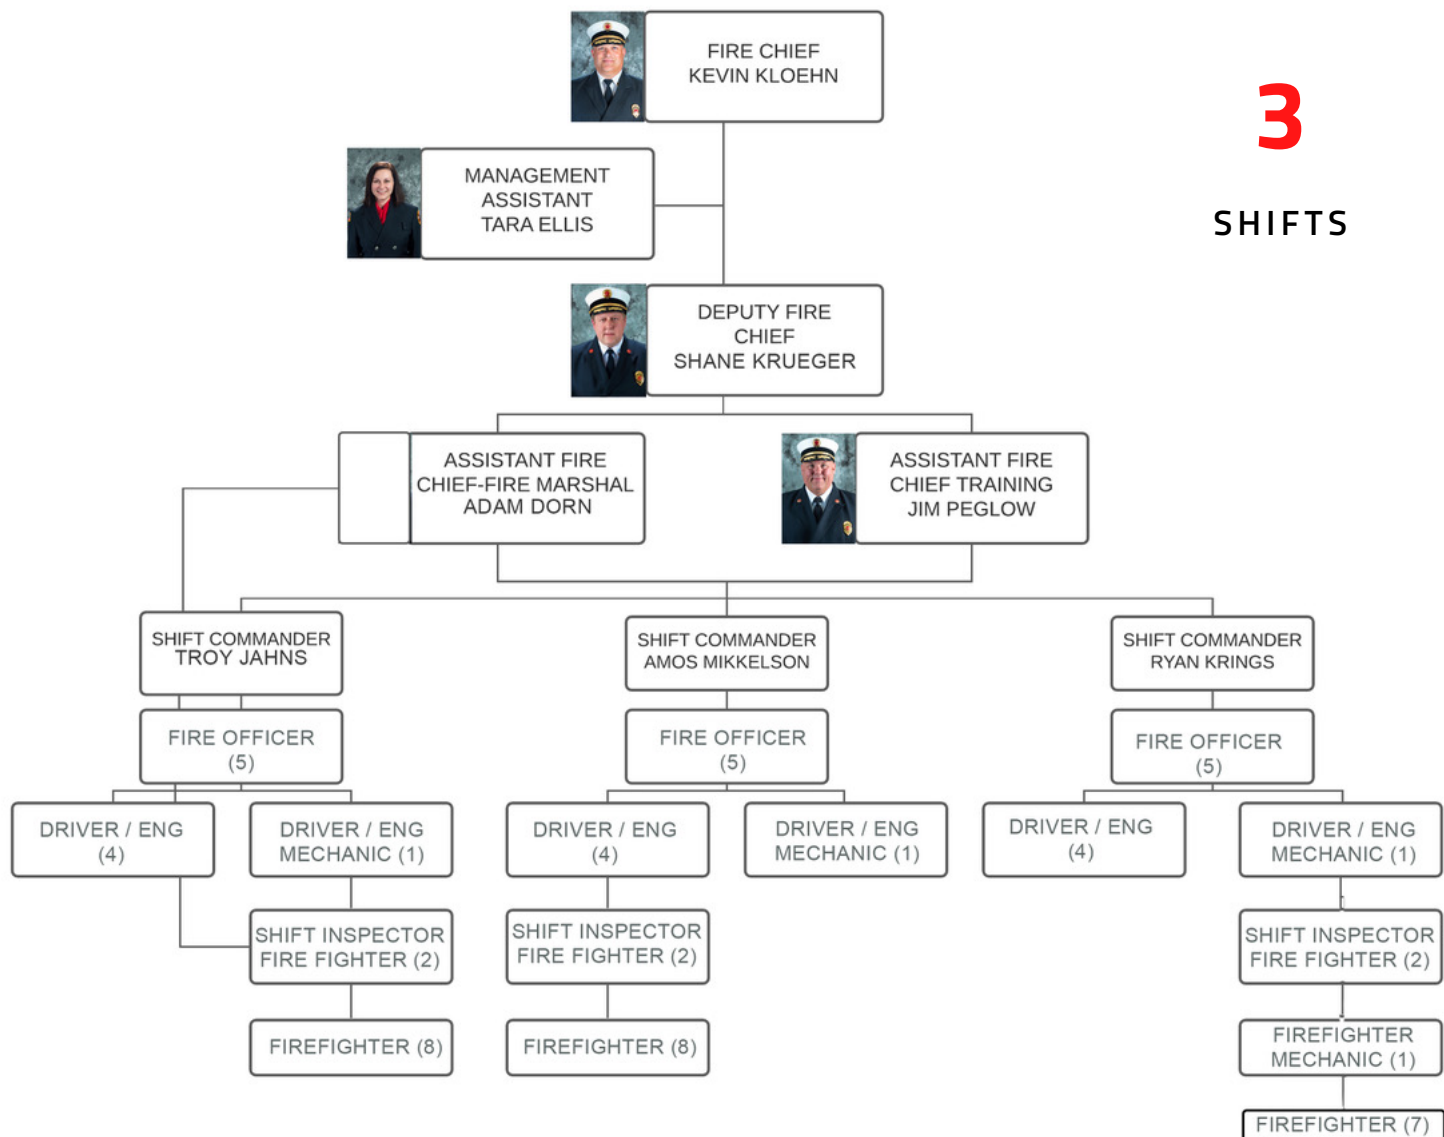 FIRE CHIEF
KEVIN KLOEHN
3
SHIFTS
MANAGEMENT
ASSISTANT
TARA ELLIS
DEPUTY FIRE
CHIEF
SHANE KRUEGER
ASSISTANT FIRE
CHIEF-FIRE MARSHAL
ADAM DORN
ASSISTANT FIRE
CHIEF TRAINING
JIM PEGLOW
SHIFT COMMANDER
TROY JAHNS
SHIFT COMMANDER
AMOS MIKKELSON
SHIFT COMMANDER
RYAN KRINGS
FIRE OFFICER
(5)
FIRE OFFICER
(5)
FIRE OFFICER
(5)
DRIVER / ENG
(4)
DRIVER / ENG
MECHANIC (1)
DRIVER / ENG
(4)
DRIVER / ENG
MECHANIC (1)
DRIVER / ENG
(4)
DRIVER / ENG
MECHANIC (1)
SHIFT INSPECTOR
FIRE FIGHTER (2)
SHIFT INSPECTOR
FIRE FIGHTER (2)
SHIFT INSPECTOR
FIRE FIGHTER (2)
FIREFIGHTER (8)
FIREFIGHTER (8)
FIREFIGHTER
MECHANIC (1)
FIREFIGHTER (7)